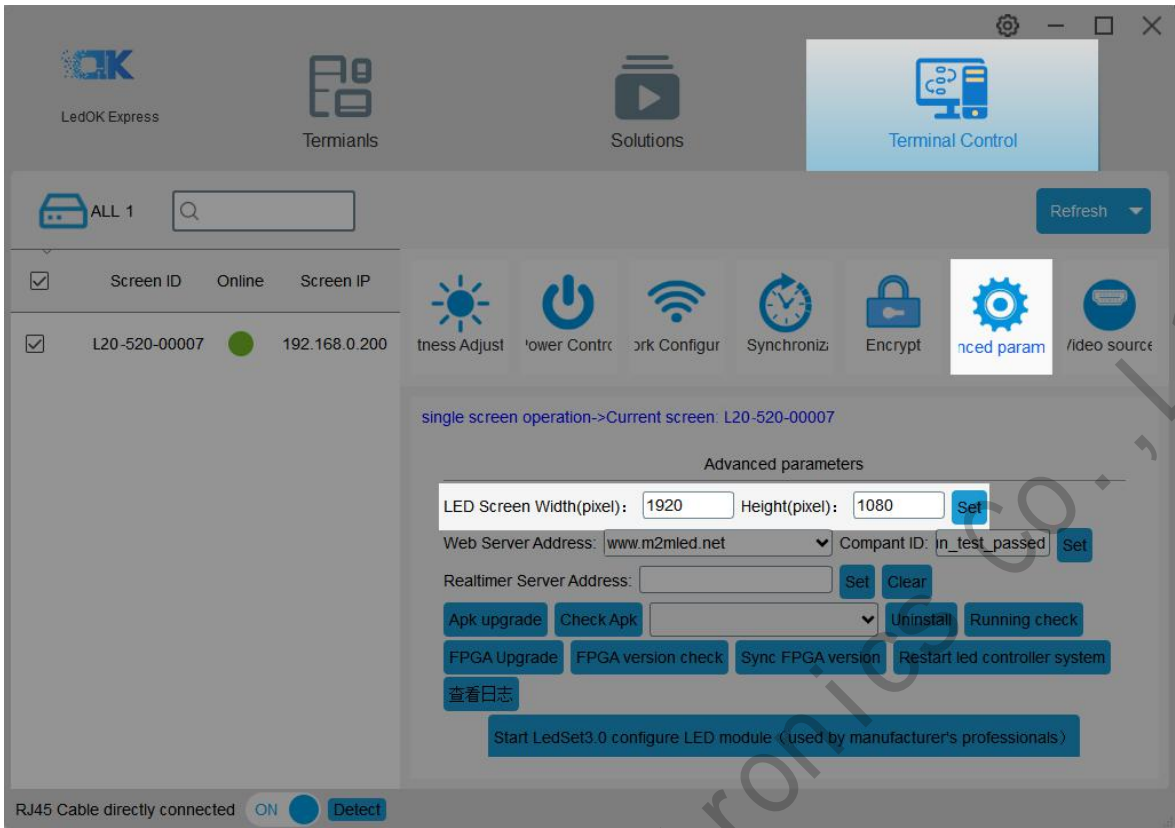 OK
LedOK Express
Termianls
Solutions
Terminal Control
ALL 1
Refresh
Screen ID Online Screen IP
L20-520-00007 192.168.0.200
tness Adjust
ower Contro
ork Configur
Synchroniza
Encrypt
nced param
Video source
single screen operation->Current screen: L20-520-00007
Advanced parameters
LED Screen Width(pixel): 1920 Height(pixel): 1080 Set
Web Server Address: www.m2mled.net Compant ID: n_test_passed Set
Realtimer Server Address: Set Clear
Apk upgrade Check Apk Uninstall Running check
FPGA Upgrade FPGA version check Sync FPGA version Restart led controller system
查看日志
Start LedSet3.0 configure LED module（used by manufacturer's professionals）
RJ45 Cable directly connected ON Detect
ronics Co.,L